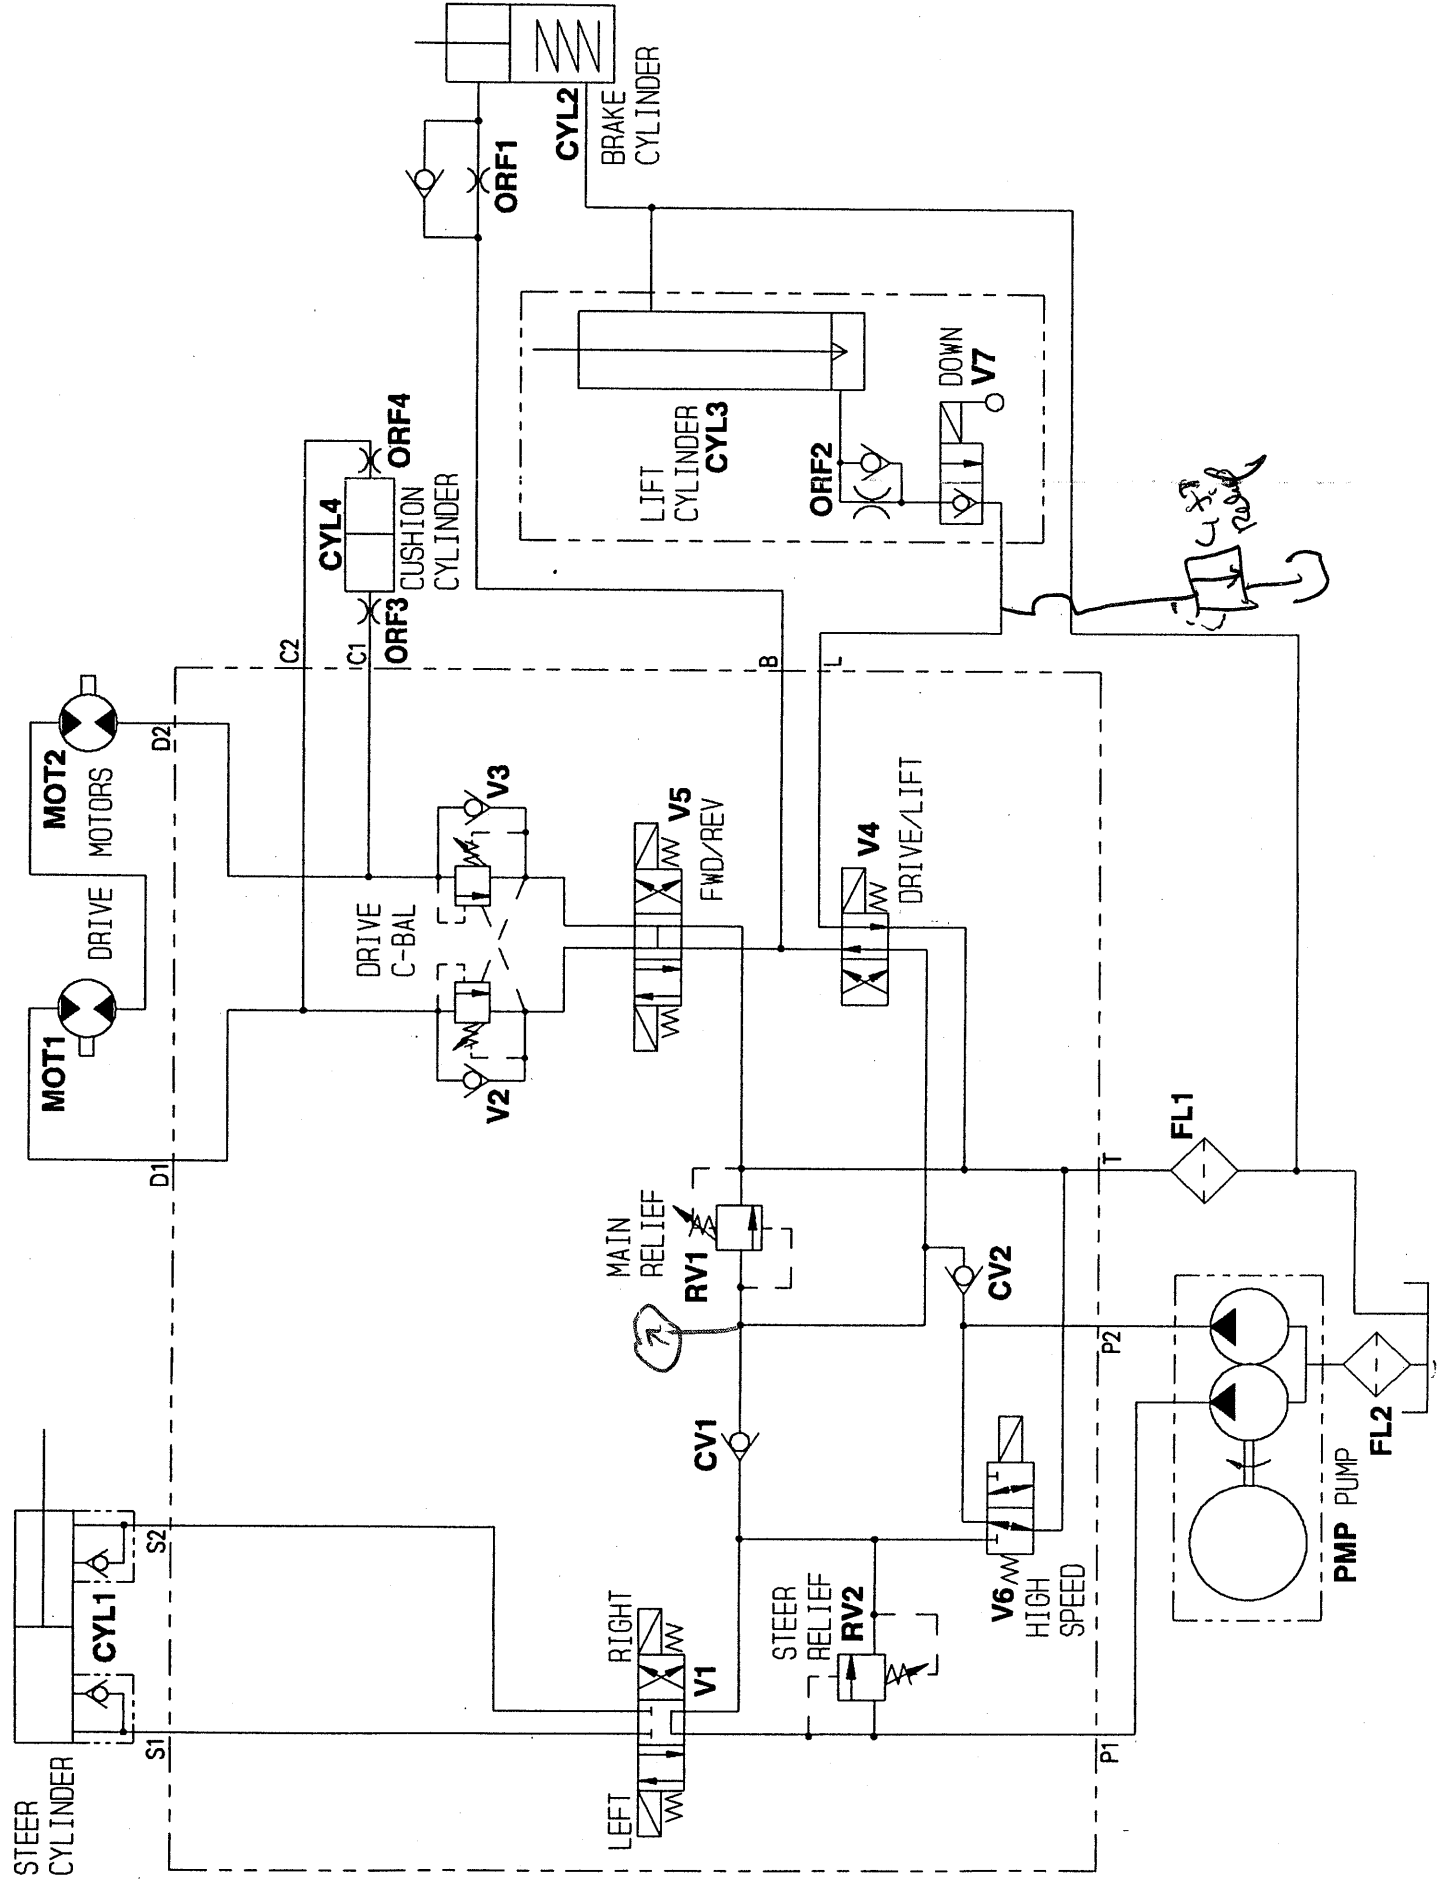 STEER
CYLINDER
CYL1
S1
S2
D1
D2
MOT1
MOT2
DRIVE MOTORS
C2
C1
B
L
CYL4
CUSHION
CYLINDER
ORF3
ORF4
ORF1
CYL2
BRAKE
CYLINDER
LIFT
CYLINDER
CYL3
ORF2
DOWN
V7
DRIVE
C-BAL
V2
V3
V5
FWD/REV
V4
DRIVE/LIFT
MAIN
RELIEF
RV1
CV1
CV2
LEFT
RIGHT
V1
STEER
RELIEF
RV2
V6
HIGH
SPEED
P1
P2
T
FL1
FL2
PMP PUMP